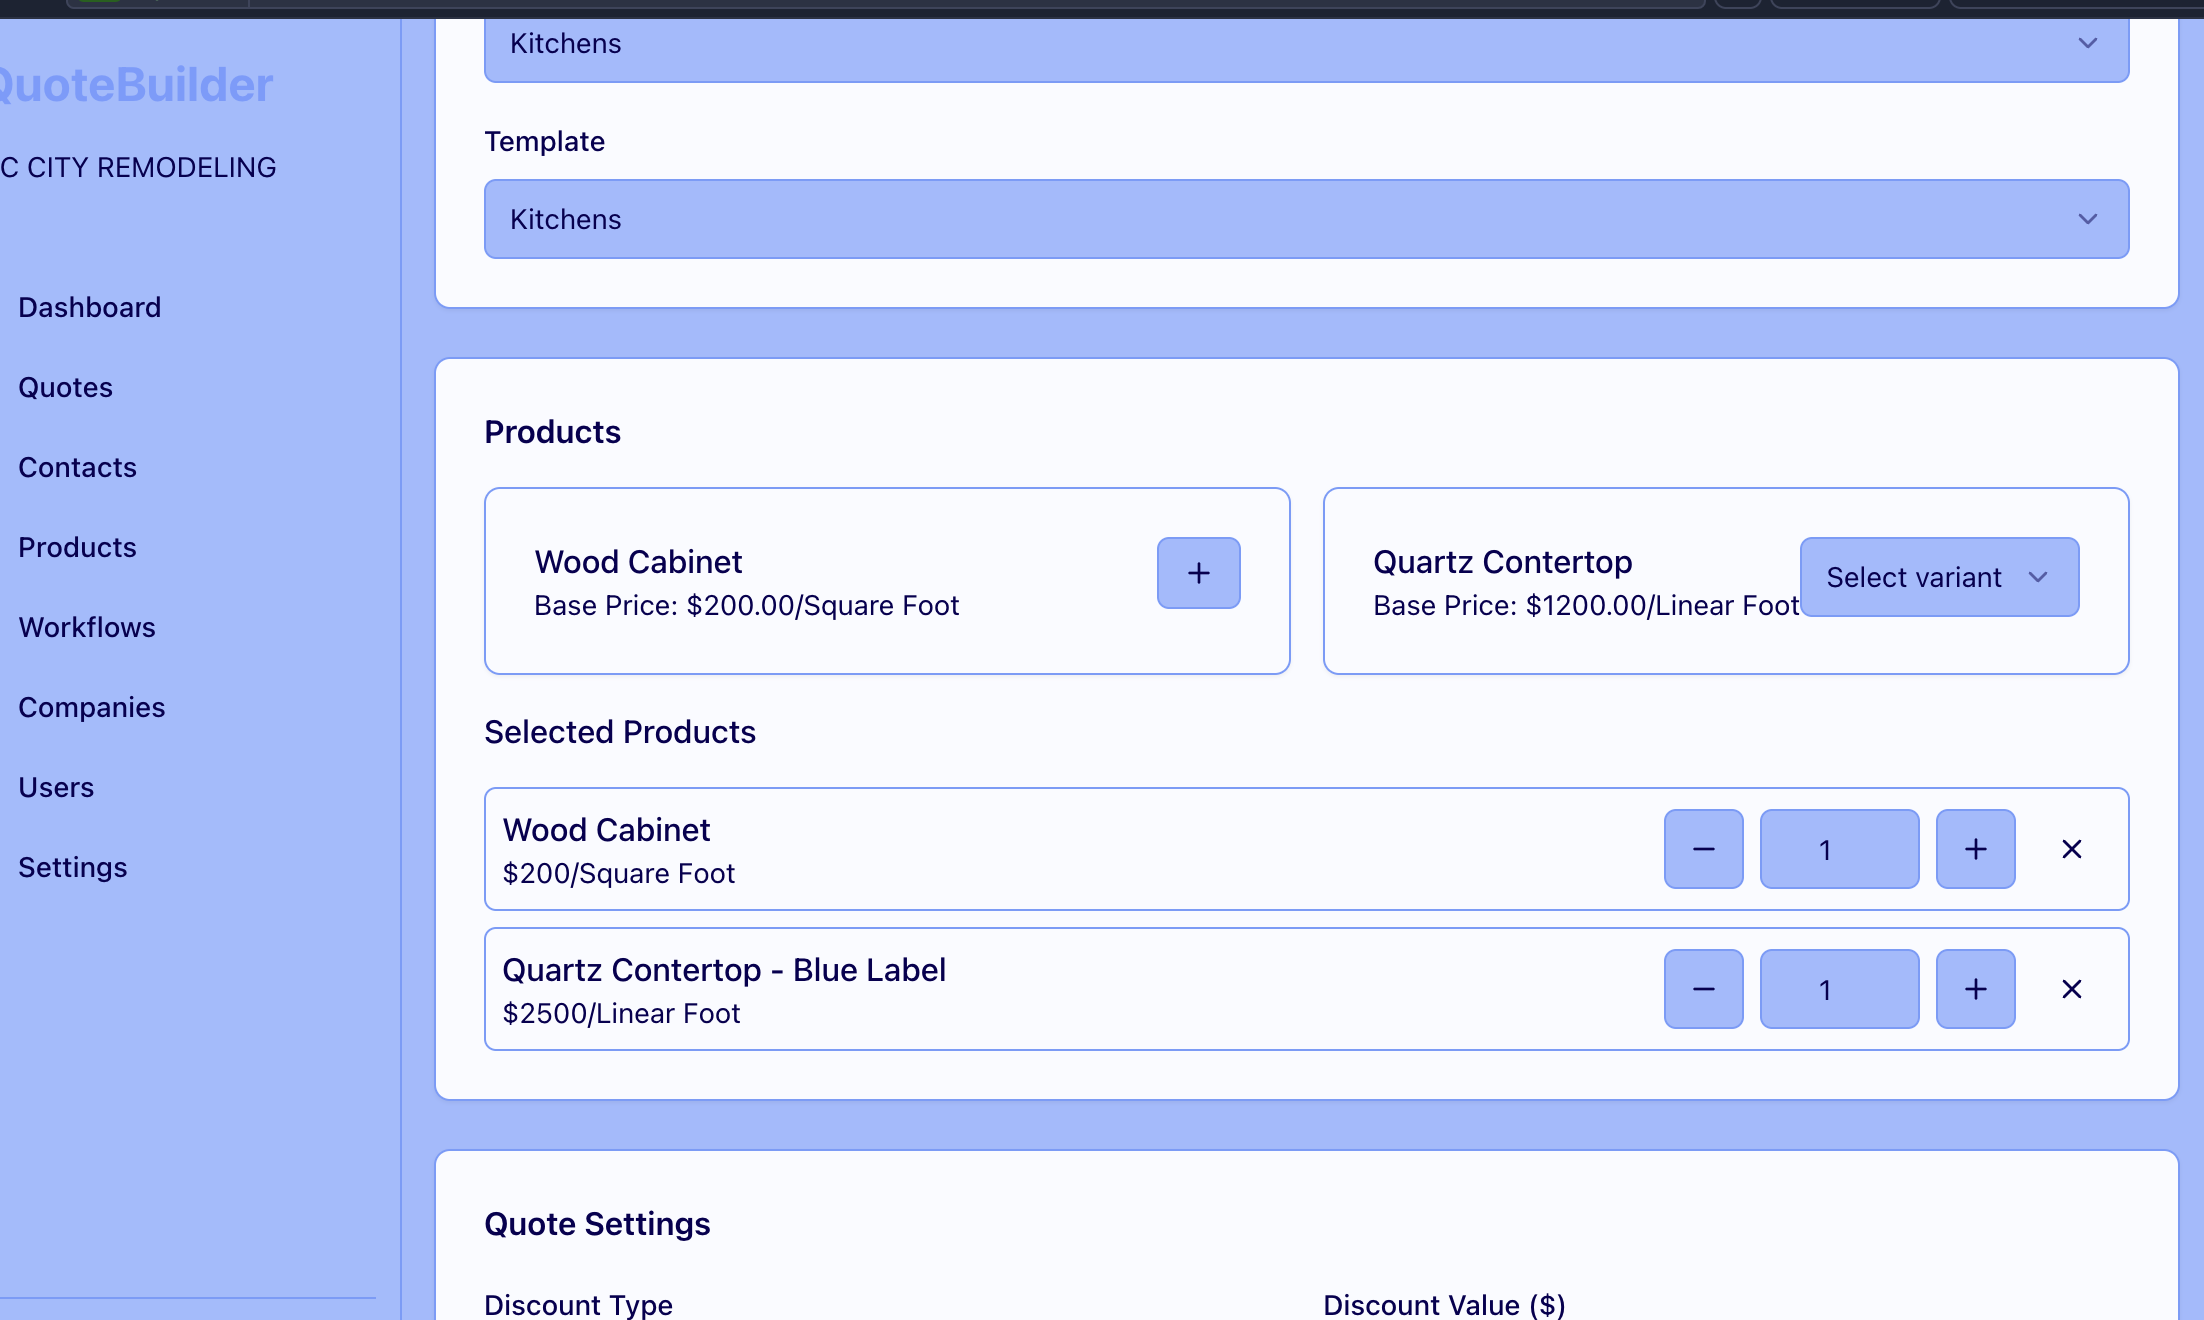 QuoteBuilder
C CITY REMODELING
Dashboard
Quotes
Contacts
Products
Workflows
Companies
Users
Settings
Kitchens
Template
Kitchens
Products
Wood Cabinet
Base Price: $200.00/Square Foot
+
Quartz Contertop
Base Price: $1200.00/Linear Foot
Select variant
Selected Products
Wood Cabinet
$200/Square Foot
− 1 + ×
Quartz Contertop - Blue Label
$2500/Linear Foot
− 1 + ×
Quote Settings
Discount Type
Discount Value ($)